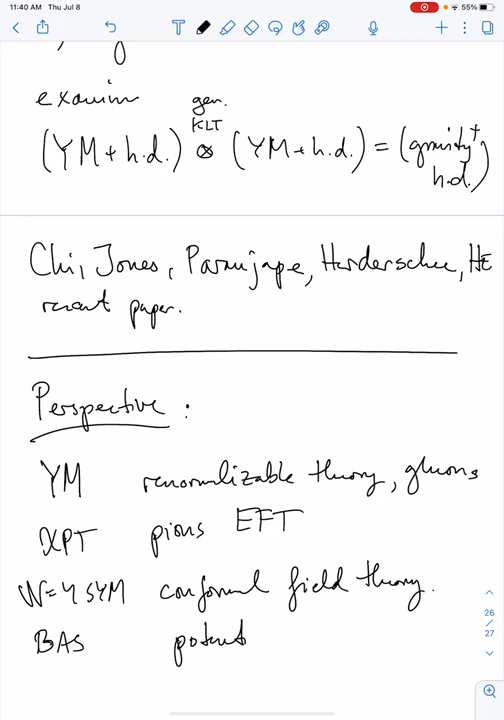 11:40 AM Thu Jul 8
55%
examin gen.
KLT
(YM + h.d.) ⊗ (YM + h.d.) = (gravity +
h.d.)
Chi, Jones, Paranjape, Herderschee, HE
recent paper.
Perspective :
YM renormalizable theory, gluons
χPT pions EFT
N=4 SYM conformal field theory.
BAS potent
26
/
27